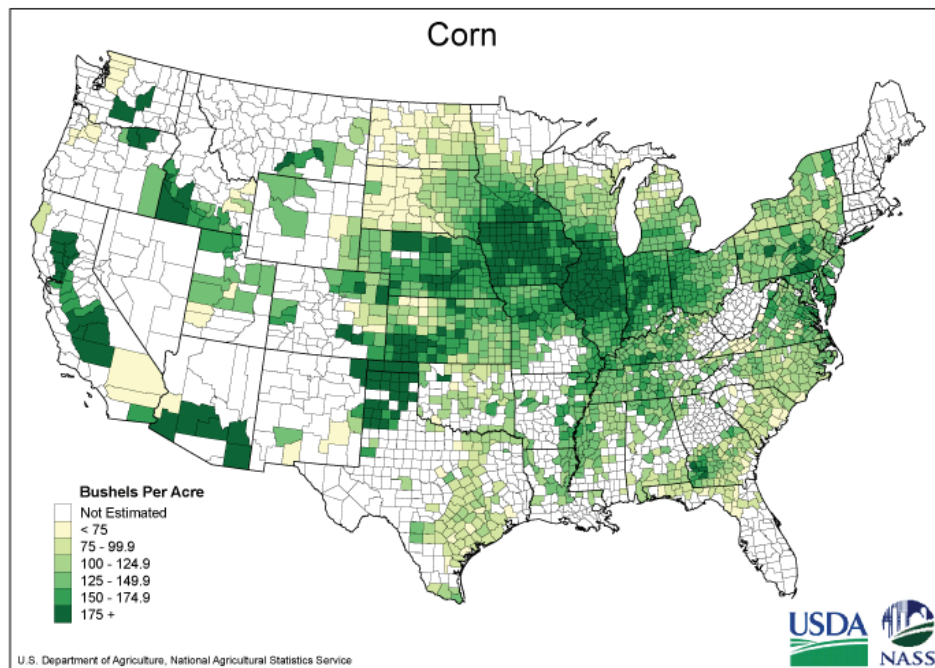 Corn
Bushels Per Acre
Not Estimated
< 75
75 - 99.9
100 - 124.9
125 - 149.9
150 - 174.9
175 +
U.S. Department of Agriculture, National Agricultural Statistics Service
USDA
NASS